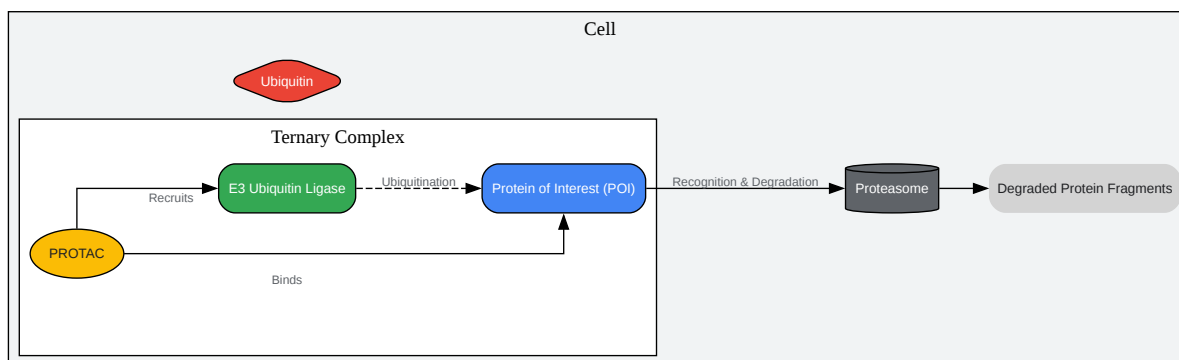 Cell
Ubiquitin
Ternary Complex
E3 Ubiquitin Ligase
Ubiquitination
Protein of Interest (POI)
Recognition & Degradation
Proteasome
Degraded Protein Fragments
Recruits
PROTAC
Binds